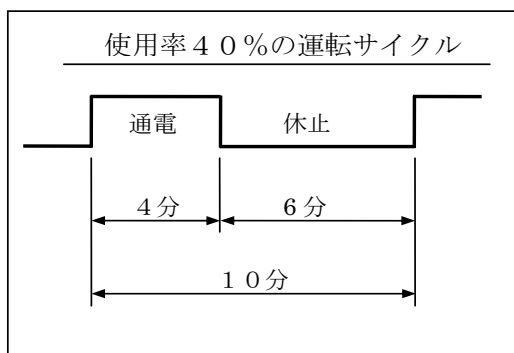 使用率４０％の運転サイクル
通電
休止
４分
６分
１０分